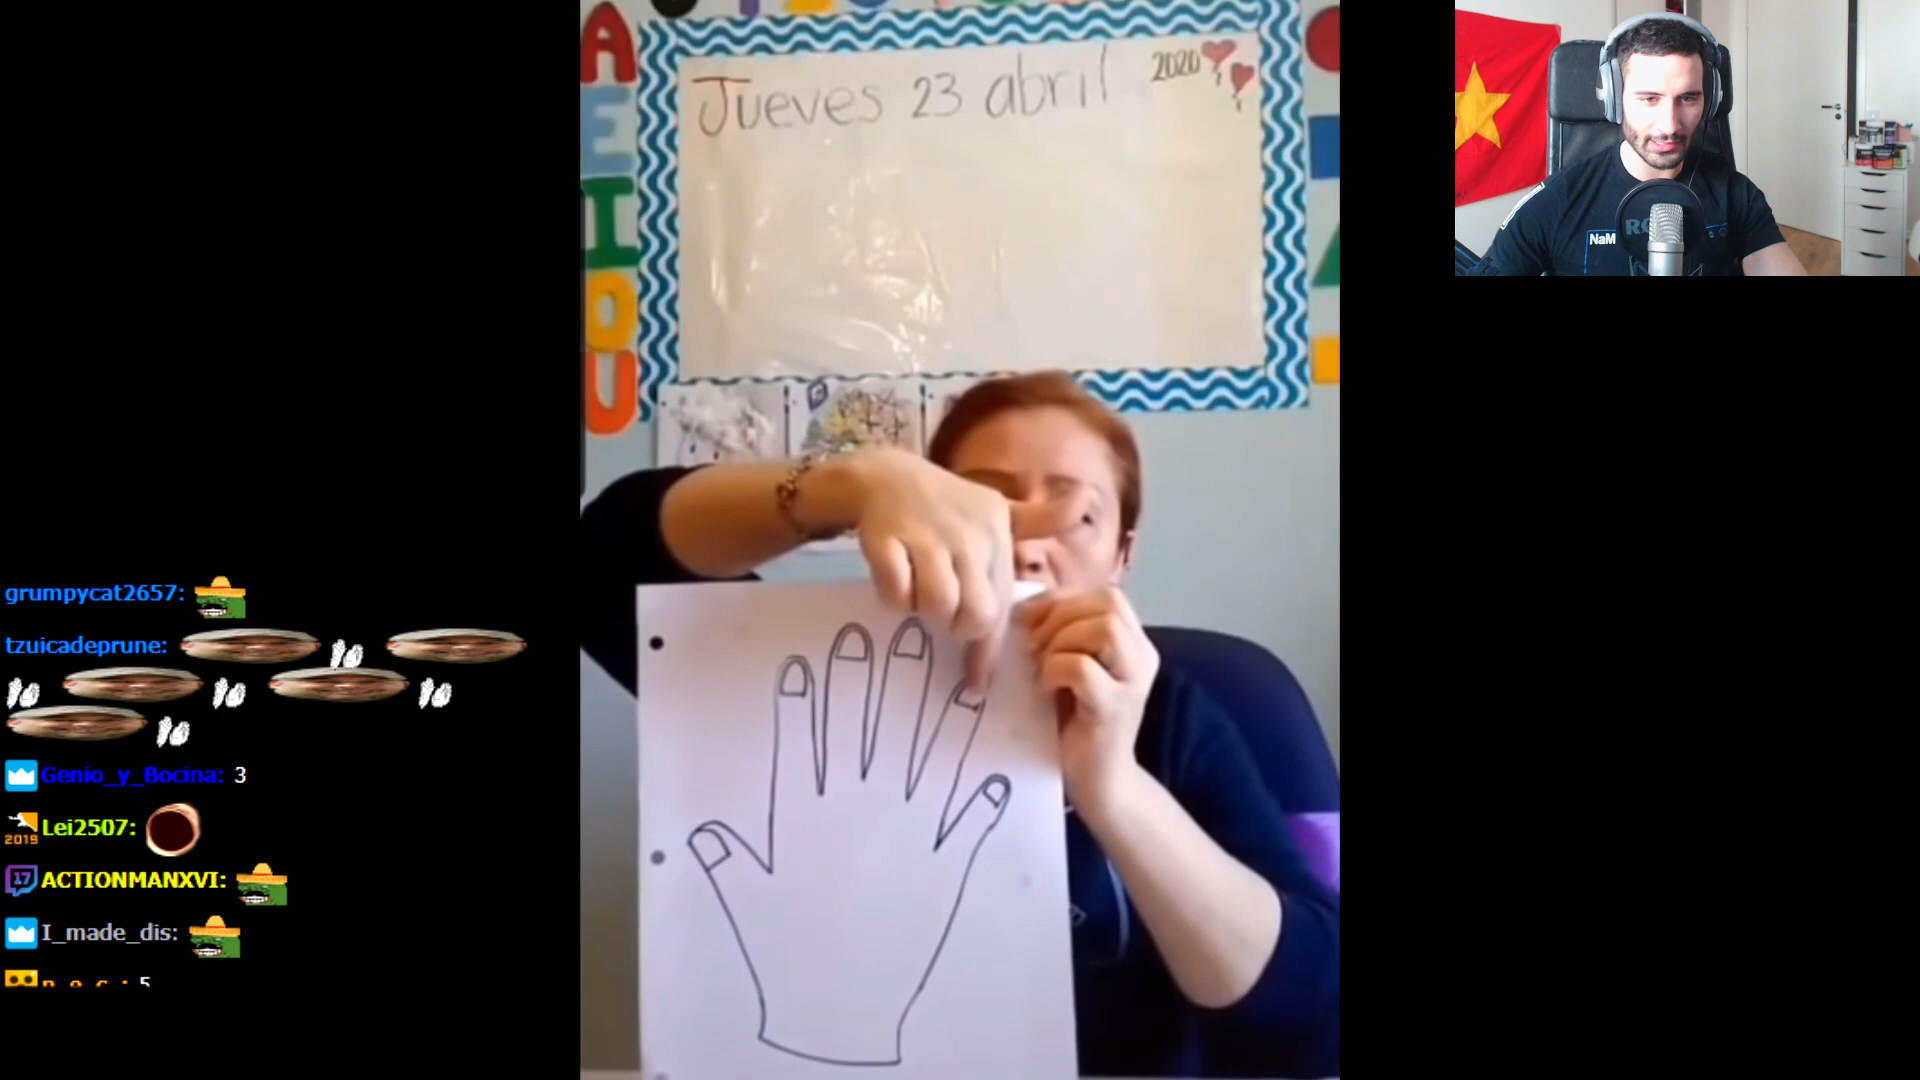 A
E
I
O
U
Jueves 23 abril 2020
NaM
grumpycat2657:
tzuicadeprune:
Genio_y_Bocina: 3
2019 Lei2507:
17 ACTIONMANXVI:
I_made_dis: